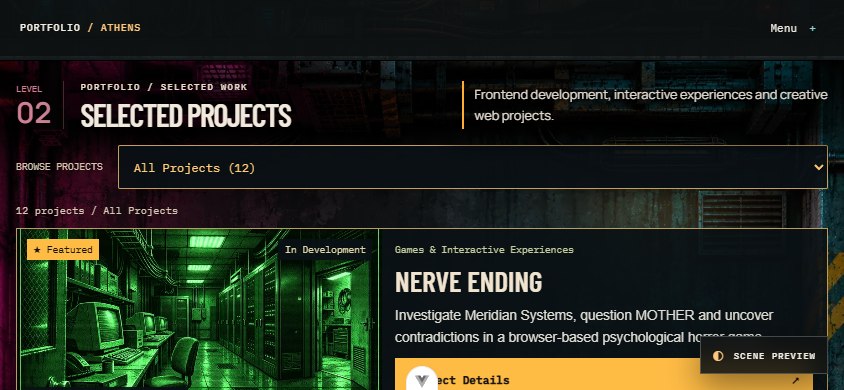 PORTFOLIO / ATHENS
Menu +
LEVEL
02
PORTFOLIO / SELECTED WORK
SELECTED PROJECTS
Frontend development, interactive experiences and creative
web projects.
BROWSE PROJECTS
All Projects (12)
12 projects / All Projects
★ Featured
In Development
Games & Interactive Experiences
NERVE ENDING
Investigate Meridian Systems, question MOTHER and uncover
contradictions in a browser-based psychological horror game.
SCENE PREVIEW
ect Details ↗